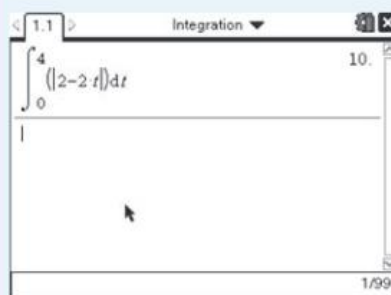 1.1 Integration
∫₀⁴ (|2−2·t|)dt 10.
1/99